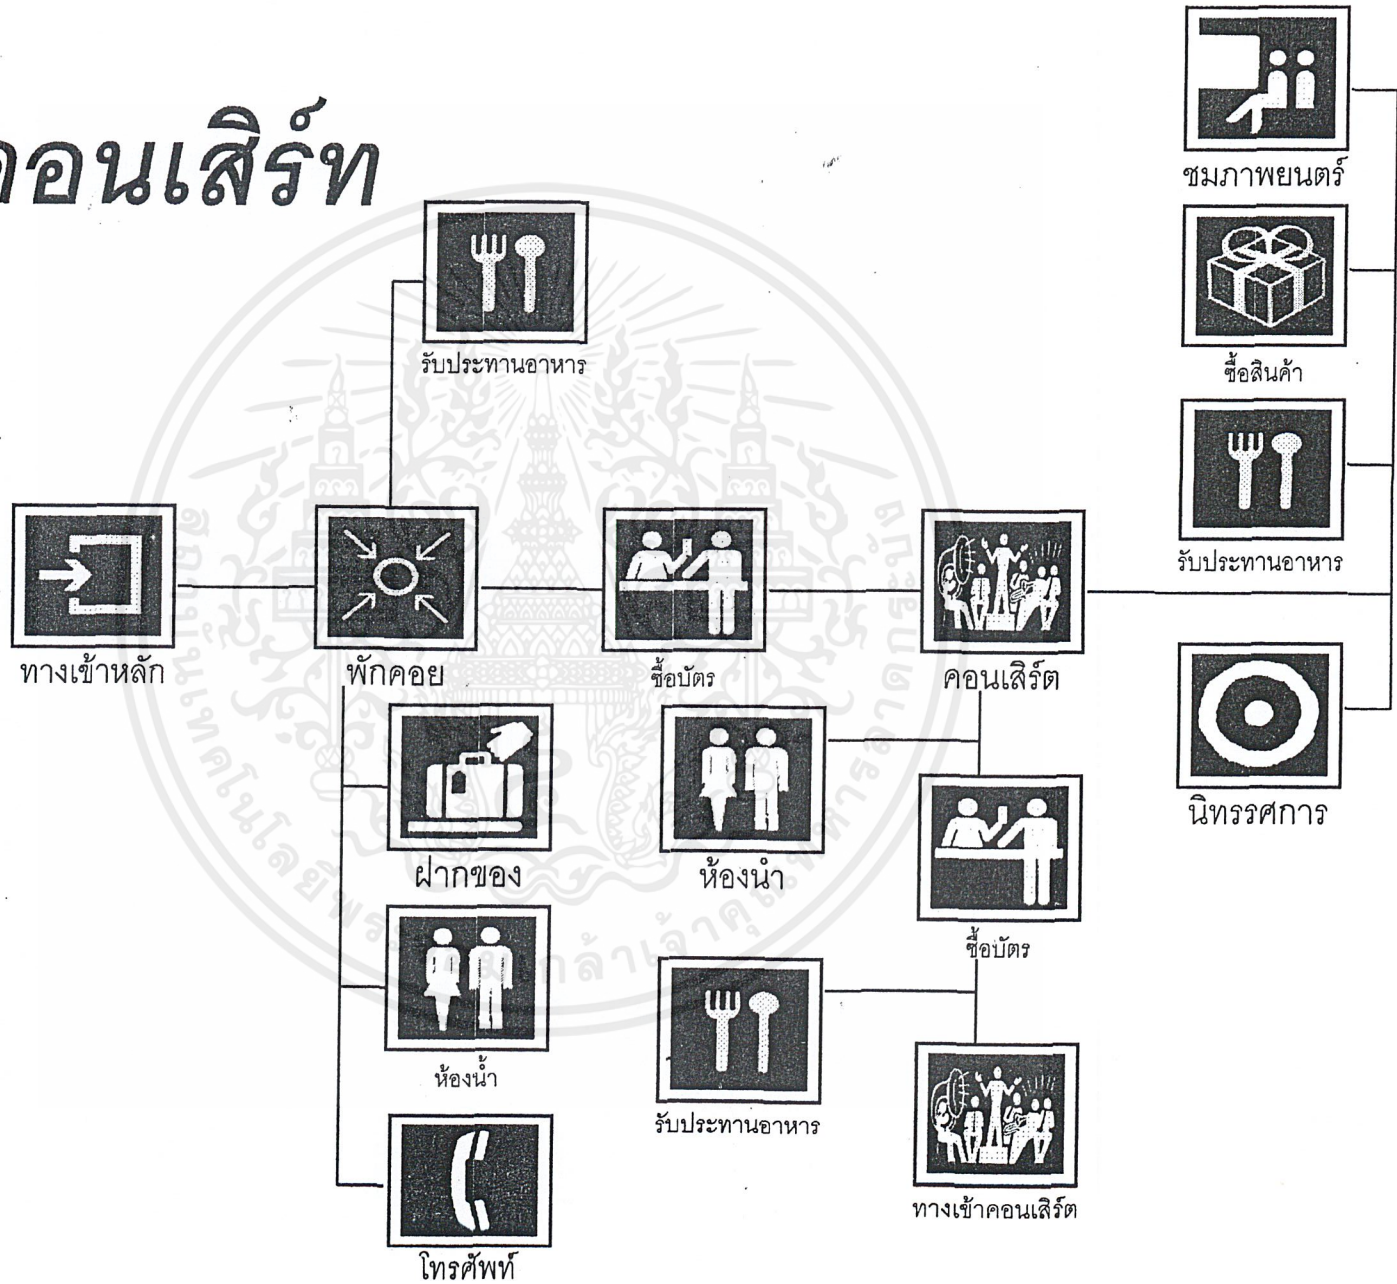 คอนเสิร์ท
ชมภาพยนตร์
ซื้อสินค้า
รับประทานอาหาร
รับประทานอาหาร
ทางเข้าหลัก
พักคอย
ซื้อบัตร
คอนเสิร์ต
นิทรรศการ
ฝากของ
ห้องนำ
ซื้อบัตร
ห้องน้ำ
รับประทานอาหาร
ทางเข้าคอนเสิร์ต
โทรศัพท์